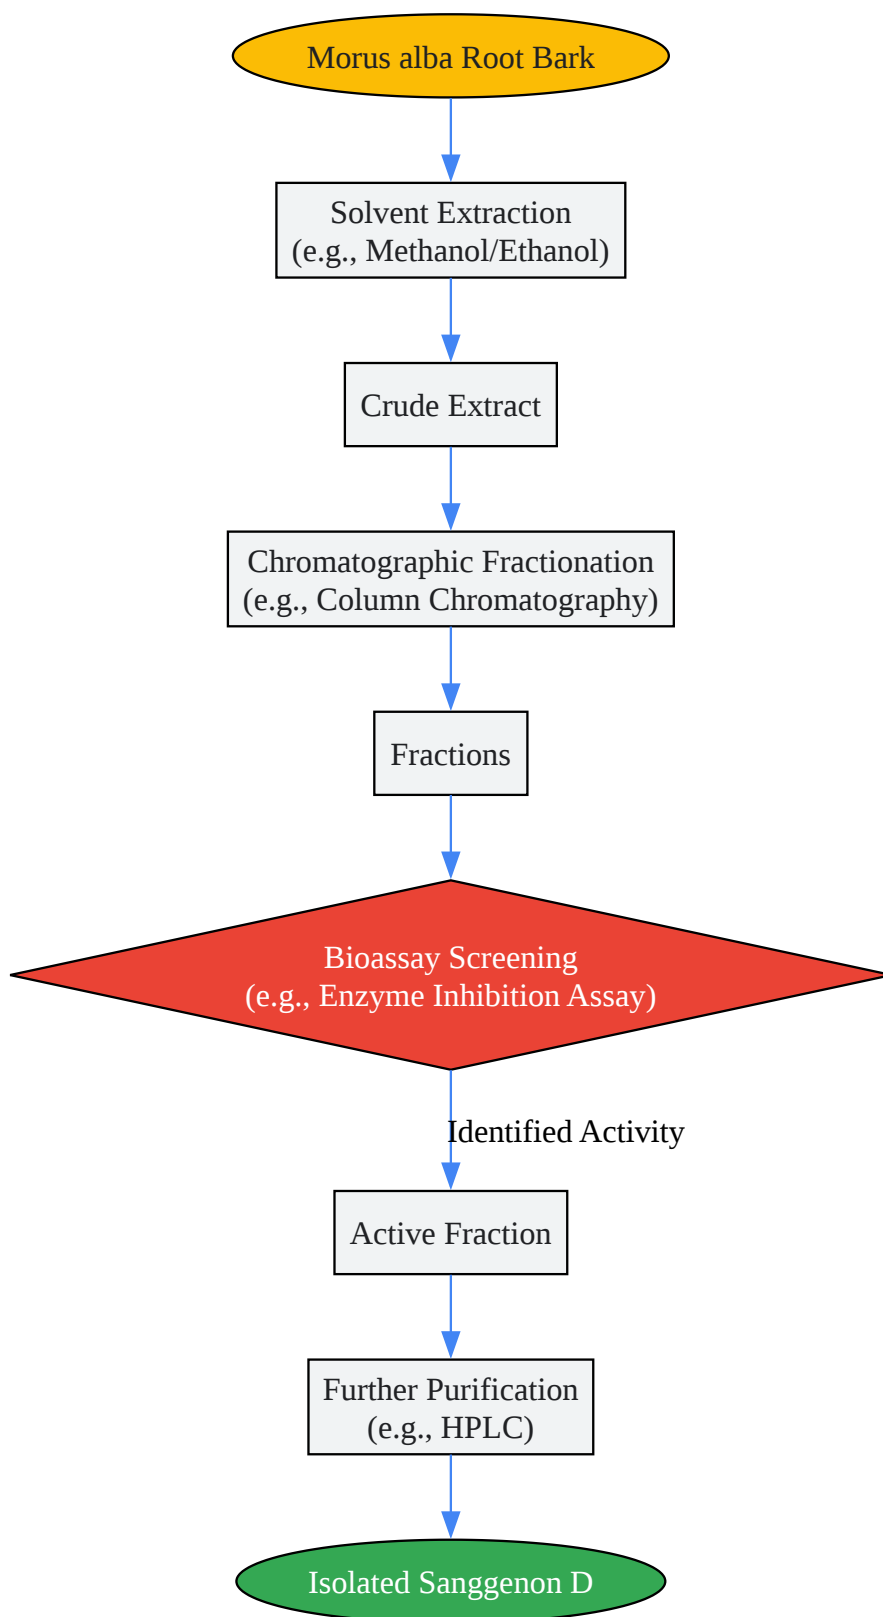 Morus alba Root Bark
Solvent Extraction
(e.g., Methanol/Ethanol)
Crude Extract
Chromatographic Fractionation
(e.g., Column Chromatography)
Fractions
Bioassay Screening
(e.g., Enzyme Inhibition Assay)
Identified Activity
Active Fraction
Further Purification
(e.g., HPLC)
Isolated Sanggenon D